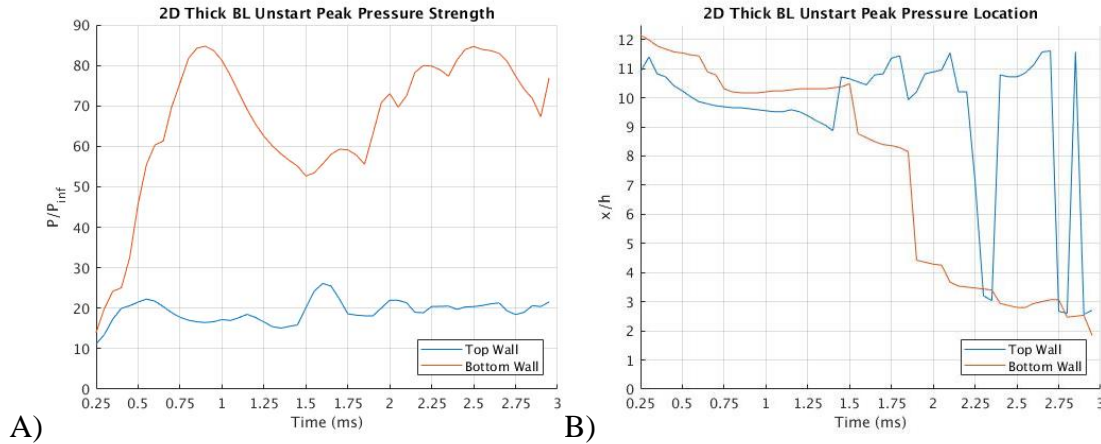 2D Thick BL Unstart Peak Pressure Strength
90
80
70
60
50
40
30
20
10
0
P/P_inf
0.25 0.5 0.75 1 1.25 1.5 1.75 2 2.25 2.5 2.75 3
Time (ms)
Top Wall
Bottom Wall
A)
2D Thick BL Unstart Peak Pressure Location
12
11
10
9
8
7
6
5
4
3
2
1
0
x/h
0.25 0.5 0.75 1 1.25 1.5 1.75 2 2.25 2.5 2.75 3
Time (ms)
Top Wall
Bottom Wall
B)